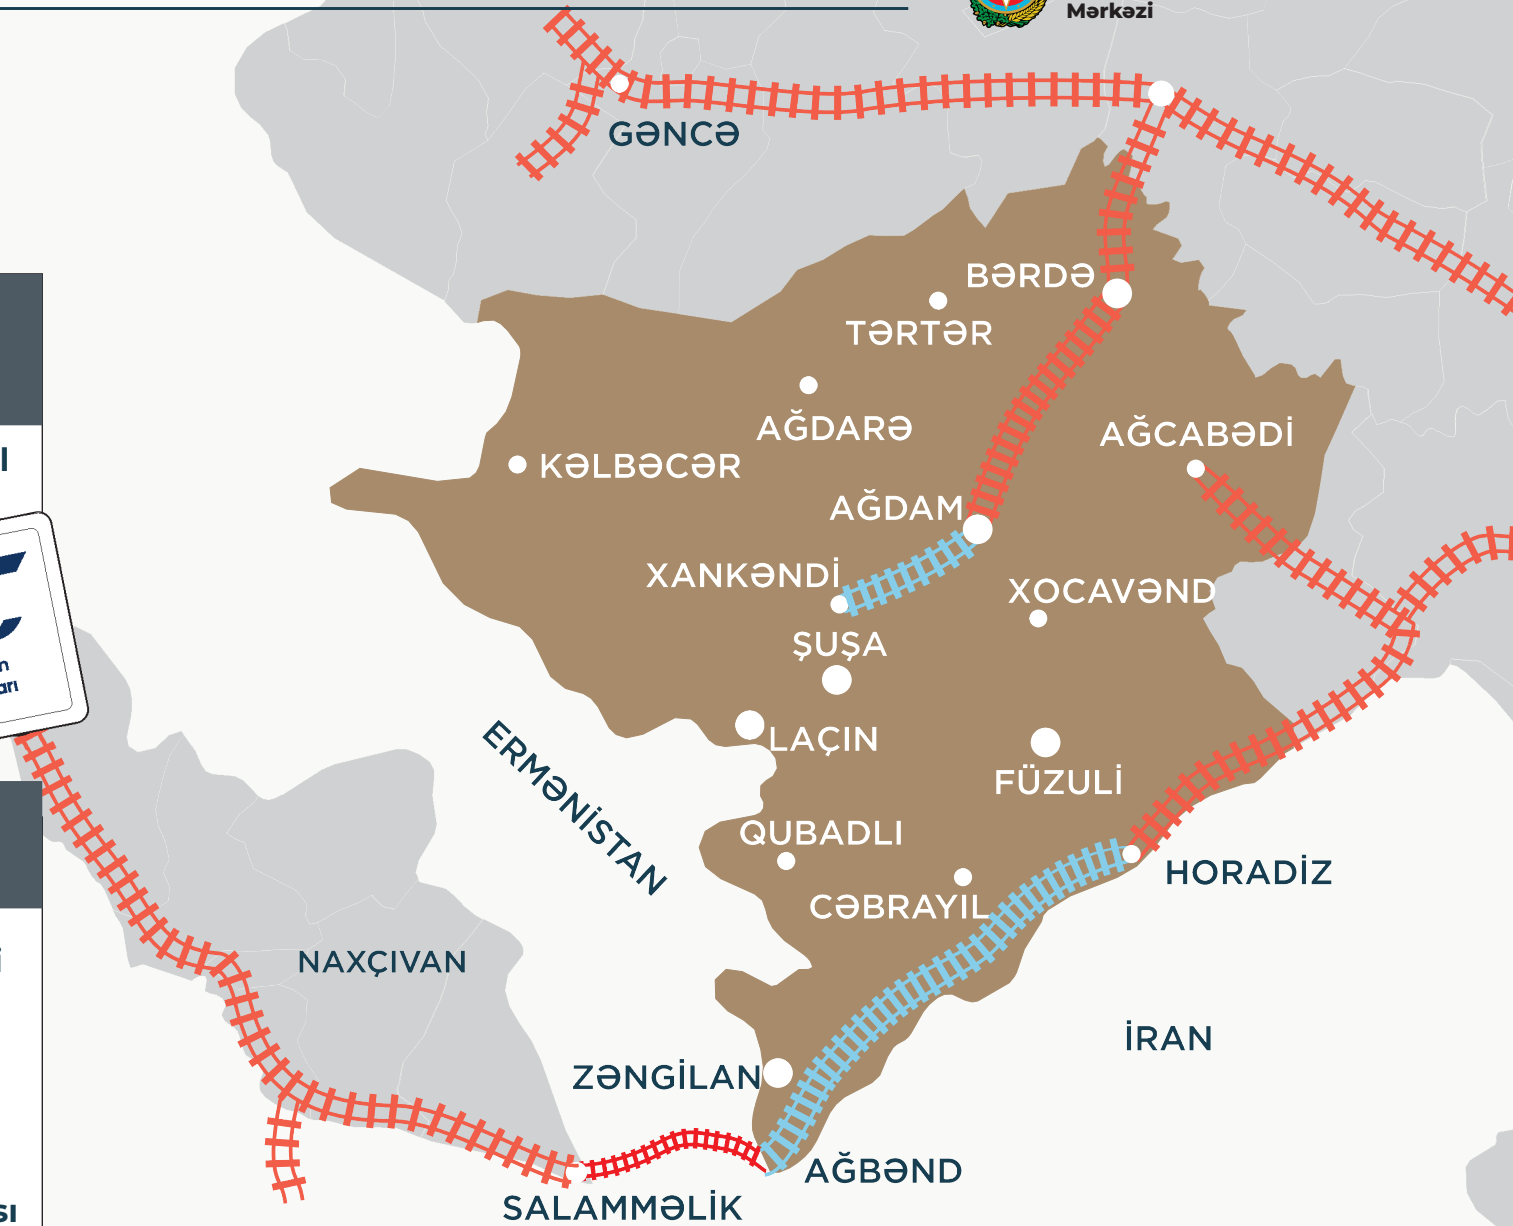 Mərkəzi
GƏNCƏ
BƏRDƏ
TƏRTƏR
AĞDARƏ
AĞCABƏDİ
KƏLBƏCƏR
AĞDAM
XANKƏNDİ
XOCAVƏND
ŞUŞA
LAÇIN
FÜZULİ
ERMƏNİSTAN
QUBADLI
HORADİZ
CƏBRAYIL
NAXÇIVAN
İRAN
ZƏNGİLAN
AĞBƏND
SALAMMƏLİK